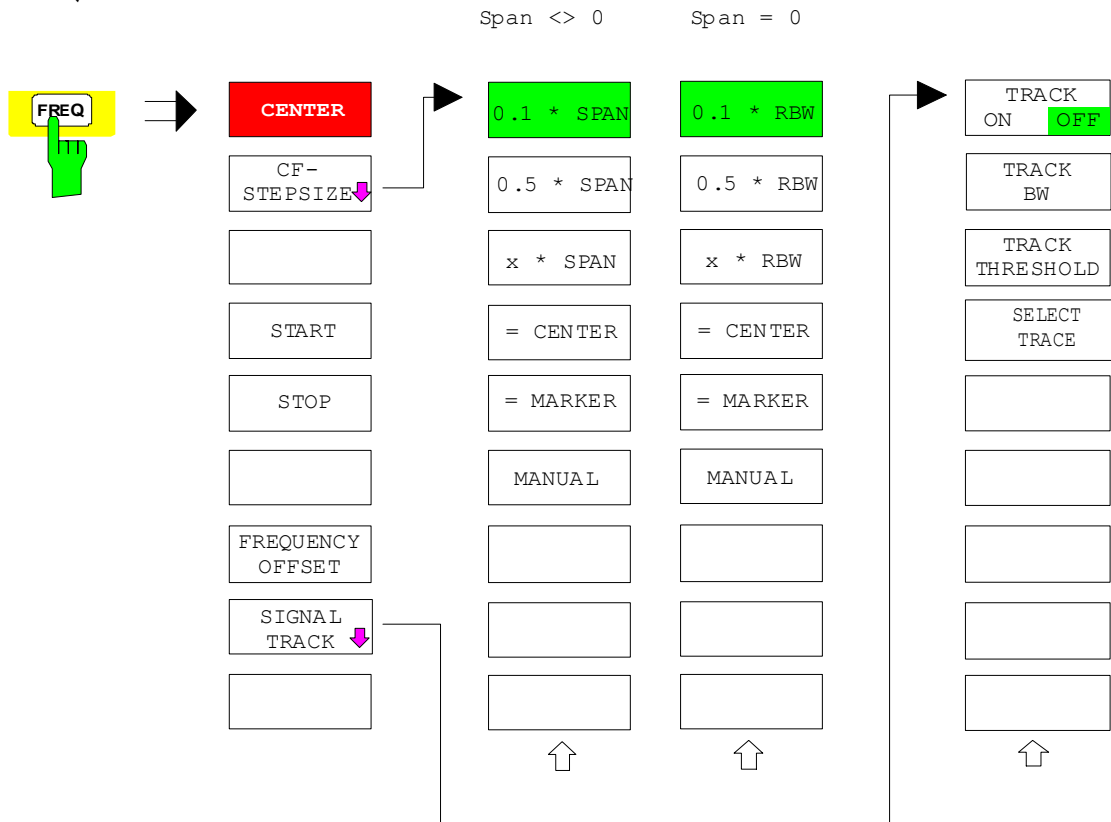 Span <> 0
Span = 0
FREQ
CENTER
CF-
STEPSIZE
START
STOP
FREQUENCY
OFFSET
SIGNAL
TRACK
0.1 * SPAN
0.5 * SPAN
x * SPAN
= CENTER
= MARKER
MANUAL
0.1 * RBW
0.5 * RBW
x * RBW
= CENTER
= MARKER
MANUAL
TRACK
ON OFF
TRACK
BW
TRACK
THRESHOLD
SELECT
TRACE